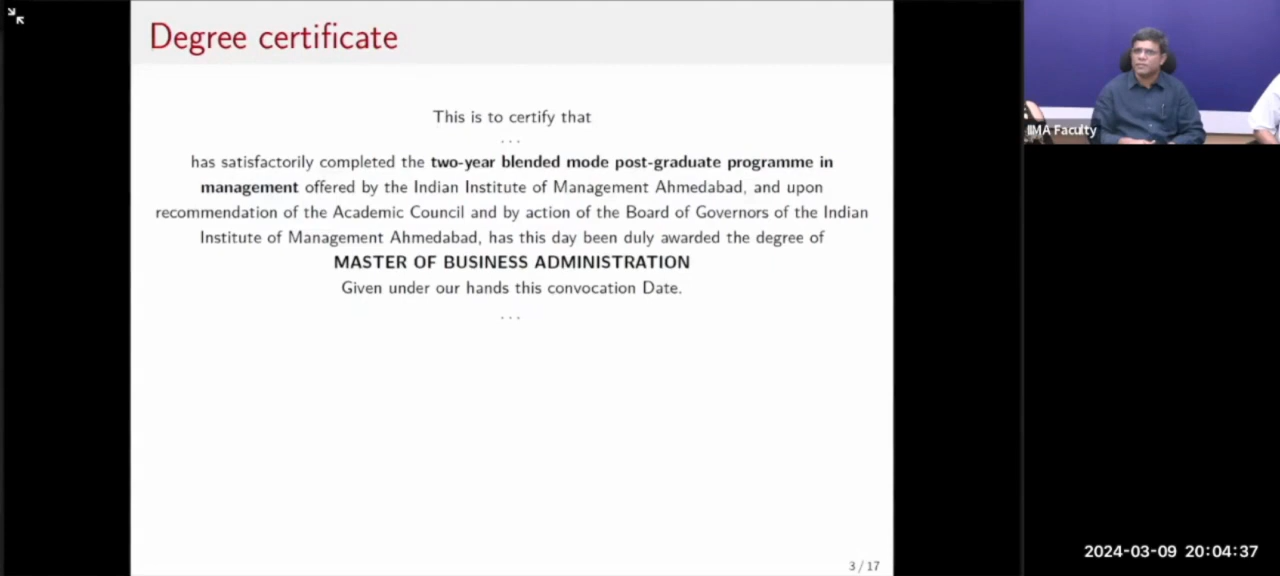 Degree certificate
This is to certify that
. . .
has satisfactorily completed the two-year blended mode post-graduate programme in
management offered by the Indian Institute of Management Ahmedabad, and upon
recommendation of the Academic Council and by action of the Board of Governors of the Indian
Institute of Management Ahmedabad, has this day been duly awarded the degree of
MASTER OF BUSINESS ADMINISTRATION
Given under our hands this convocation Date.
. . .
3 / 17
IIMA Faculty
2024-03-09 20:04:37